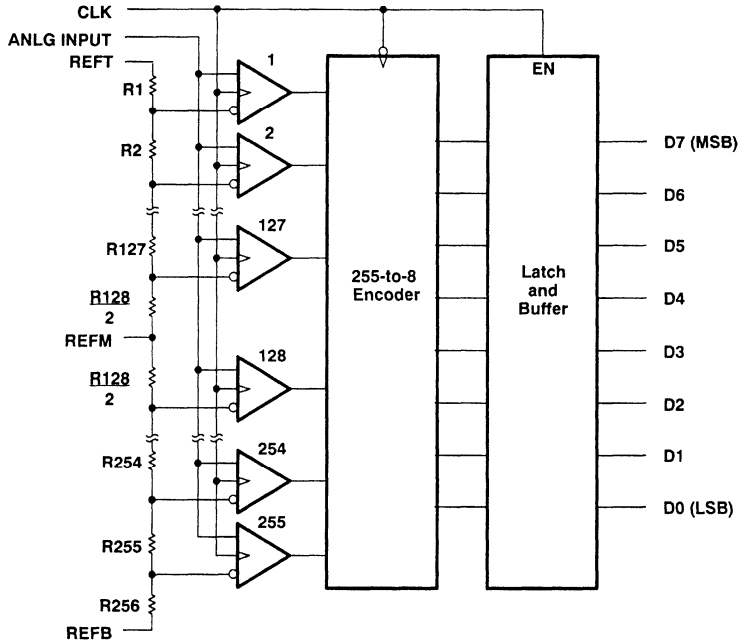 CLK
ANLG INPUT
REFT
R1
R2
R127
R128
2
REFM
R128
2
R254
R255
R256
REFB
1
2
127
128
254
255
255-to-8
Encoder
EN
Latch
and
Buffer
D7 (MSB)
D6
D5
D4
D3
D2
D1
D0 (LSB)